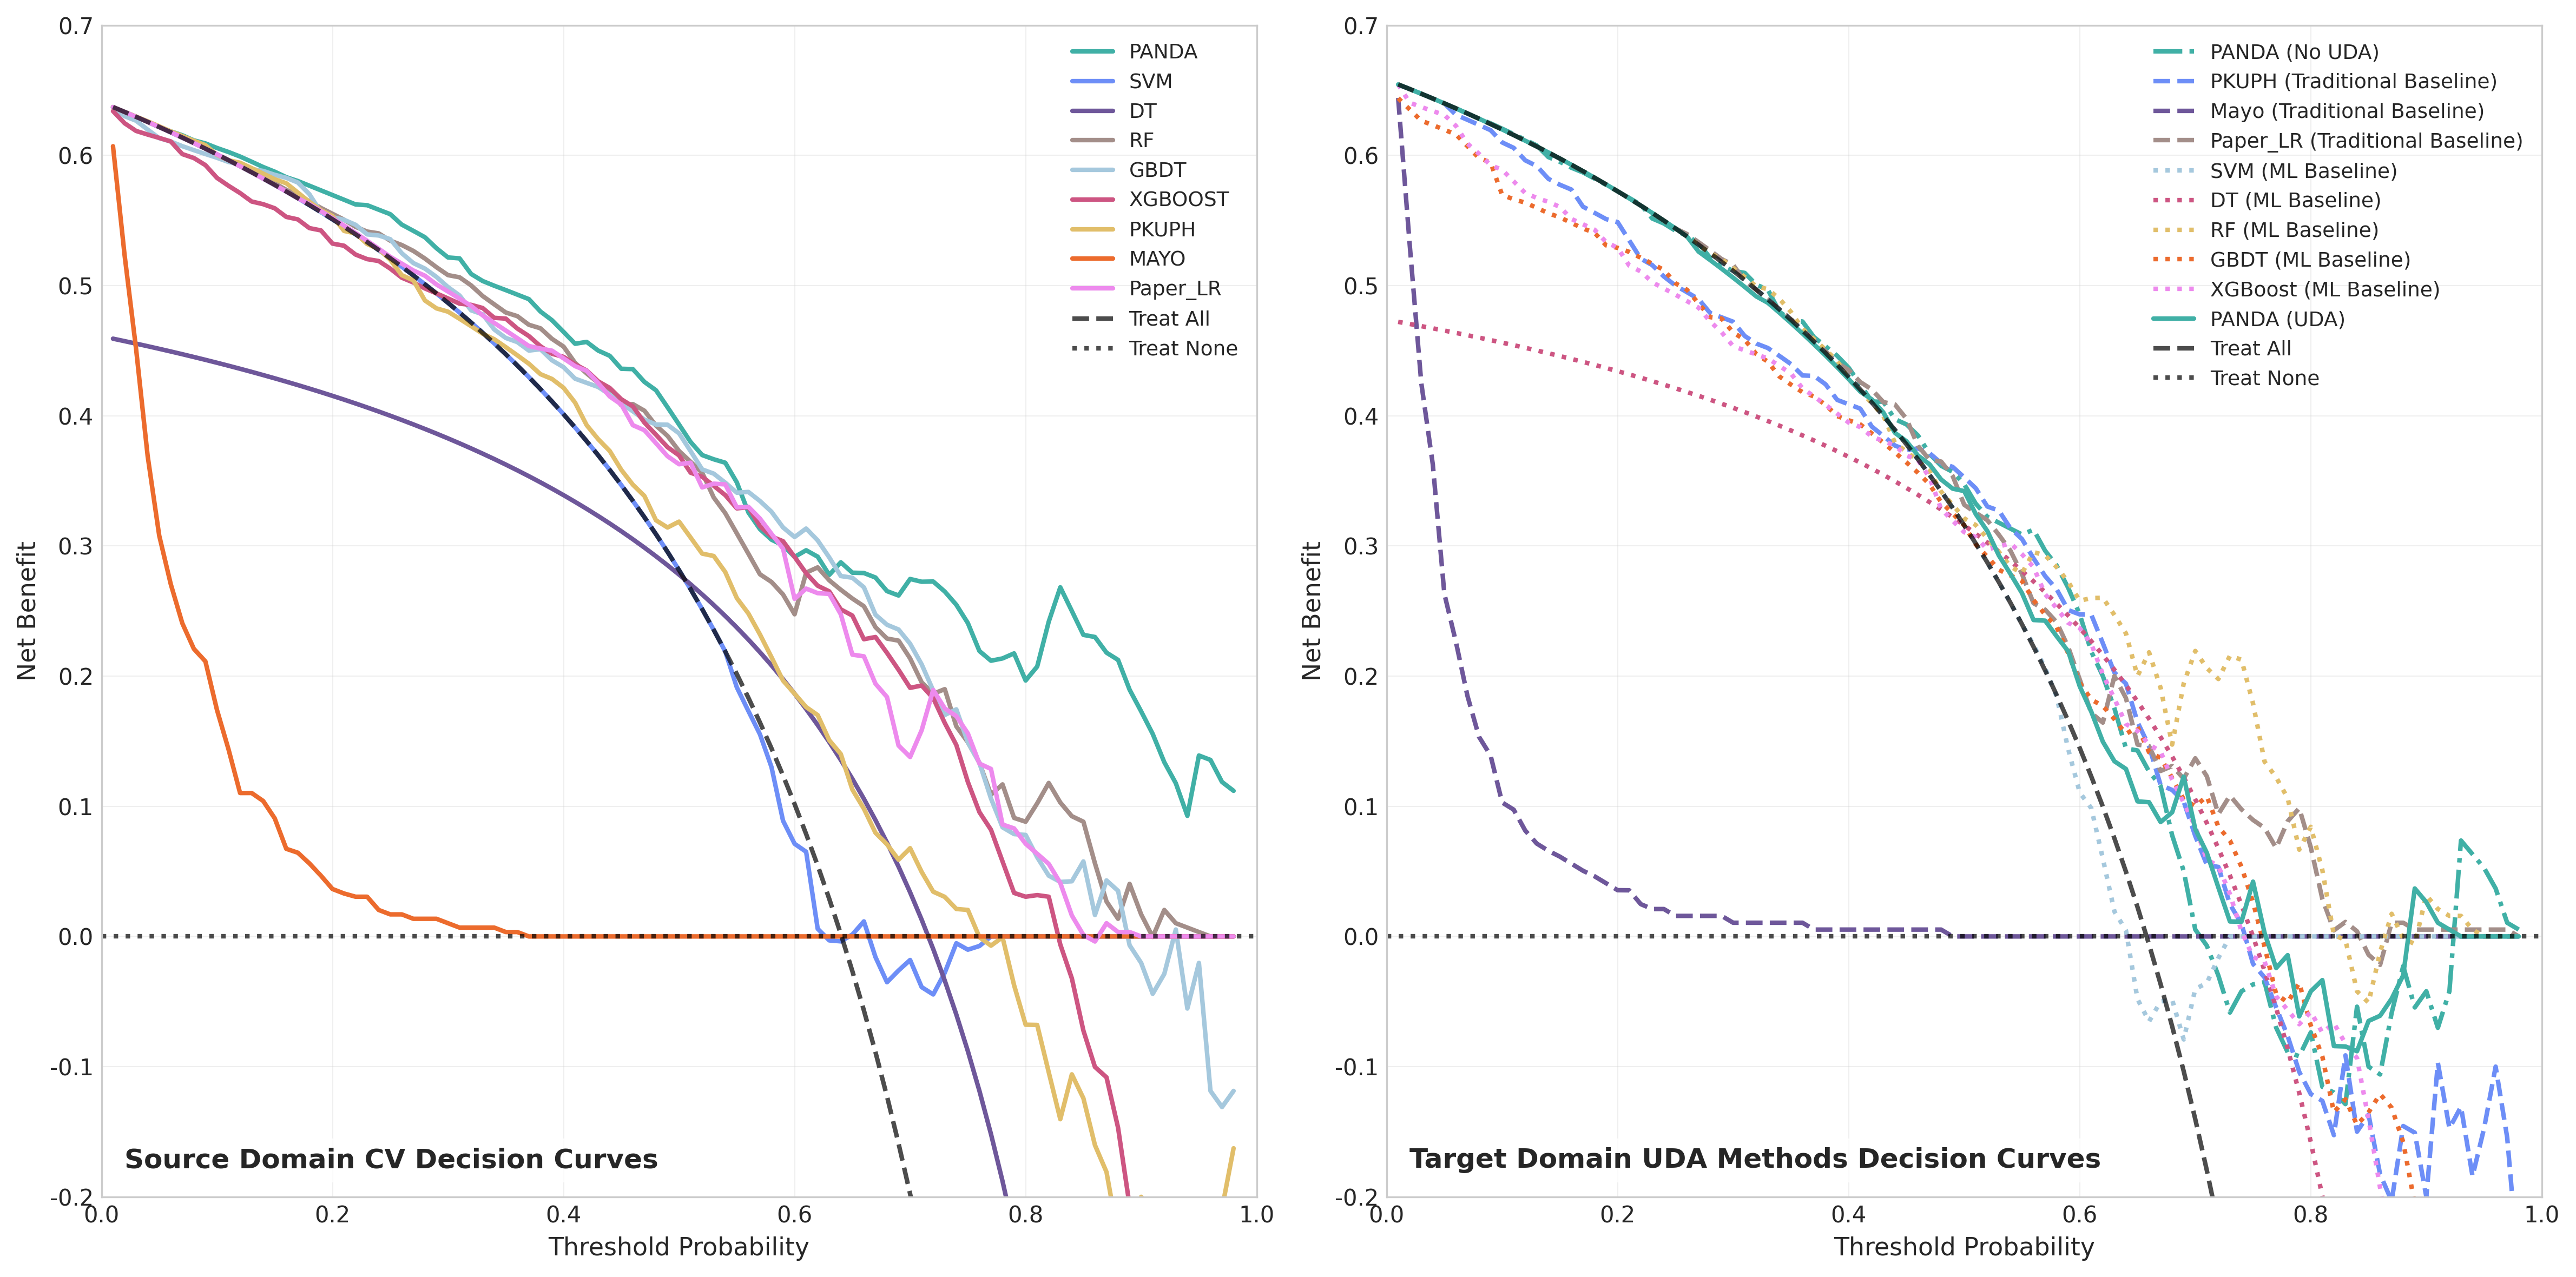 0.7
0.6
0.5
0.4
0.3
0.2
0.1
0.0
-0.1
-0.2
Net Benefit
0.0
0.2
0.4
0.6
0.8
1.0
Threshold Probability
PANDA
SVM
DT
RF
GBDT
XGBOOST
PKUPH
MAYO
Paper_LR
Treat All
Treat None
Source Domain CV Decision Curves
0.7
0.6
0.5
0.4
0.3
0.2
0.1
0.0
-0.1
-0.2
Net Benefit
0.0
0.2
0.4
0.6
0.8
1.0
Threshold Probability
PANDA (No UDA)
PKUPH (Traditional Baseline)
Mayo (Traditional Baseline)
Paper_LR (Traditional Baseline)
SVM (ML Baseline)
DT (ML Baseline)
RF (ML Baseline)
GBDT (ML Baseline)
XGBoost (ML Baseline)
PANDA (UDA)
Treat All
Treat None
Target Domain UDA Methods Decision Curves